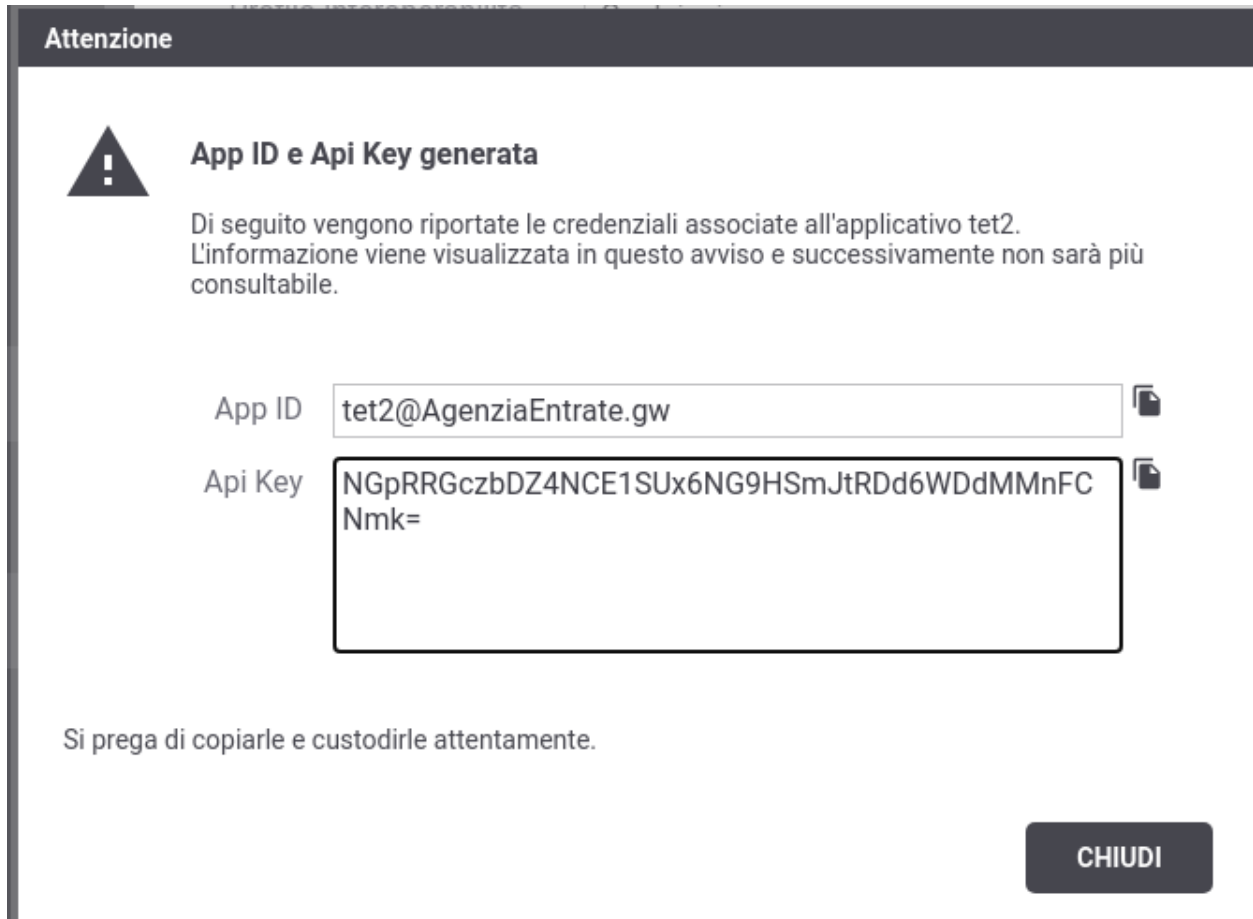 Attenzione
App ID e Api Key generata
Di seguito vengono riportate le credenziali associate all'applicativo tet2.
L'informazione viene visualizzata in questo avviso e successivamente non sarà più
consultabile.
App ID tet2@AgenziaEntrate.gw
Api Key NGpRRGczbDZ4NCE1SUx6NG9HSmJtRDd6WDdMMnFC
Nmk=
Si prega di copiarle e custodirle attentamente.
CHIUDI